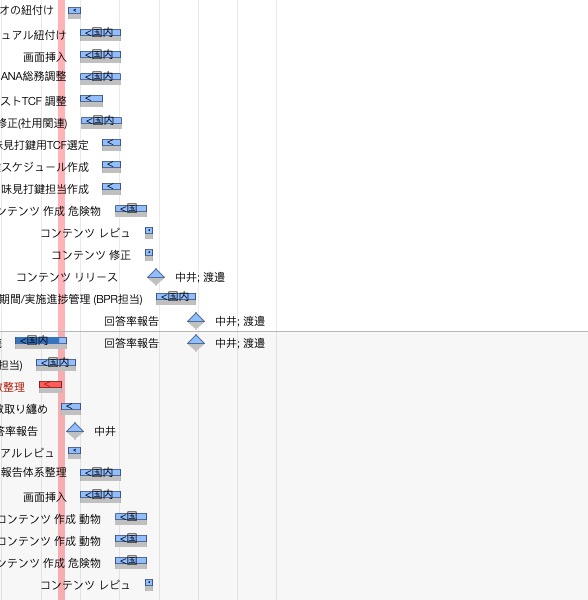 オの紐付け <
ュアル紐付け <国内
画面挿入 <国内
ANA総務調整 <国内
ストTCF 調整 <
修正(社用関連) <国内
味見打鍵用TCF選定 <
スケジュール作成 <
味見打鍵担当作成 <
ンテンツ 作成 危険物 <国
コンテンツ レビュ
コンテンツ 修正
コンテンツ リリース 中井; 渡邉
期間/実施進捗管理 (BPR担当) <国内
回答率報告 中井; 渡邉
<国内 回答率報告 中井; 渡邉
担当) <国内
整理 <
取り纏め <
答率報告 中井
アルレビュ <
報告体系整理 <国内
画面挿入 <国内
コンテンツ 作成 動物 <国
コンテンツ 作成 動物 <国
ンテンツ 作成 危険物 <国
コンテンツ レビュ